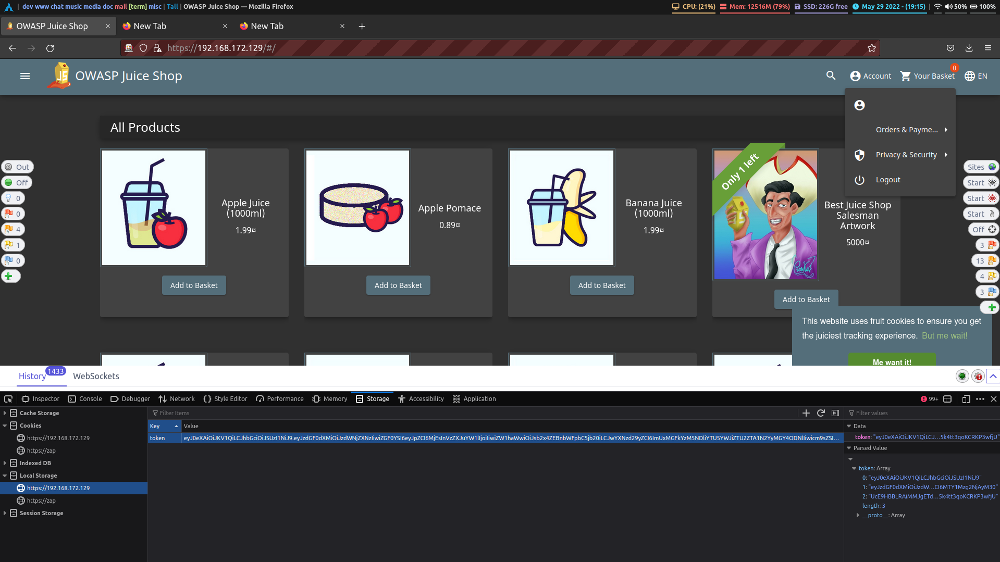 dev www chat music media doc mail [term] misc | Tall | OWASP Juice Shop — Mozilla Firefox
CPU: (21%) Mem: 12516M (79%) SSD: 226G free May 29 2022 - (19:15) | 50% 100%
OWASP Juice Shop
New Tab
New Tab
https://192.168.172.129/#/
OWASP Juice Shop
Account
Your Basket
0
EN
Orders & Payme...
Privacy & Security
Logout
All Products
Only 1 left
Apple Juice
(1000ml)
1.99¤
Add to Basket
Apple Pomace
0.89¤
Add to Basket
Banana Juice
(1000ml)
1.99¤
Add to Basket
Best Juice Shop
Salesman
Artwork
5000¤
Add to Basket
Out
Off
0
0
4
1
0
Sites
Start
Start
Start
Off
3
13
4
3
This website uses fruit cookies to ensure you get
the juiciest tracking experience. But me wait!
Me want it!
History 1433 WebSockets
Inspector Console Debugger Network Style Editor Performance Memory Storage Accessibility Application 99+
Cache Storage
Cookies
https://192.168.172.129
https://zap
Indexed DB
Local Storage
https://192.168.172.129
https://zap
Session Storage
Filter Items
Key Value
token
Filter values
Data
Parsed Value
token: Array
0: "eyJ0eXAiOiJKV1QiLCJhbGciOiJSUzI1NiJ9"
1: "eyJzdGF0dXMiOiJzdW...CI6MTY1Mzg2NjAyM30"
2: "UcE9HBBLRAiMMJgETd...5k4tt3qoKCRKP3wfjU"
length: 3
__proto__: Array